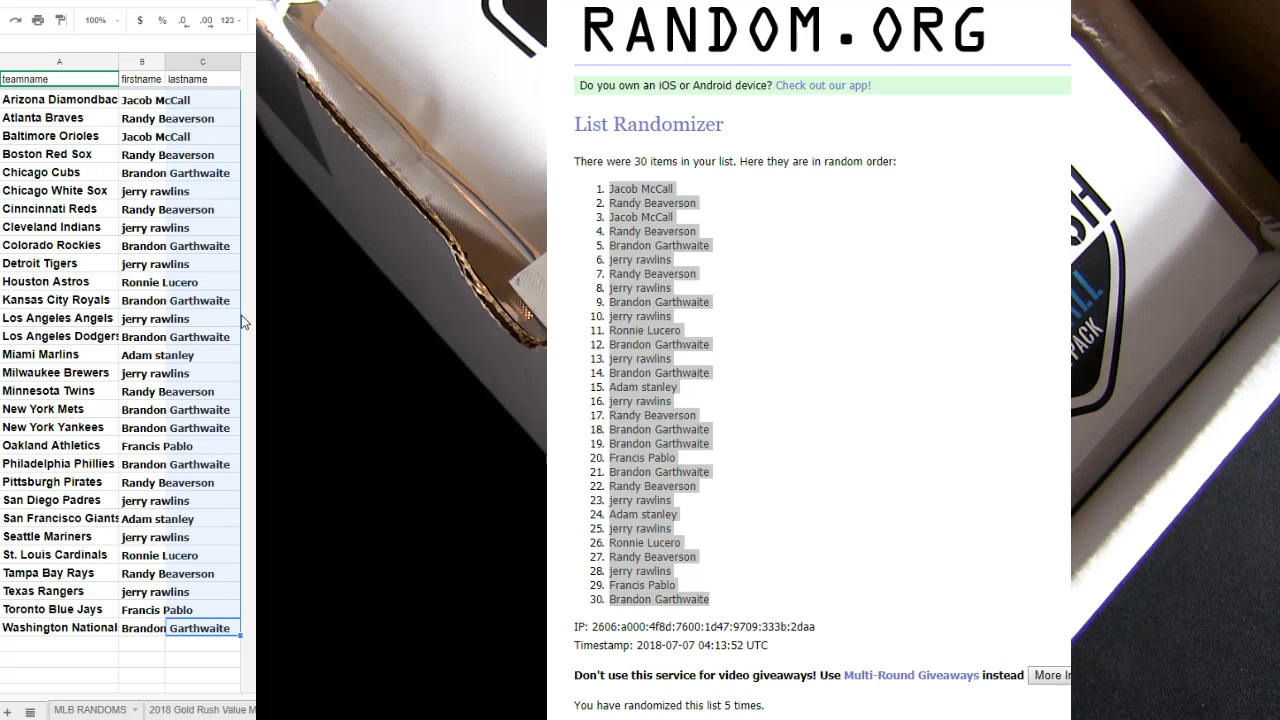 100%
$ % .0 .00 123
A B C
teamname firstname lastname
Arizona Diamondbac Jacob McCall
Atlanta Braves Randy Beaverson
Baltimore Orioles Jacob McCall
Boston Red Sox Randy Beaverson
Chicago Cubs Brandon Garthwaite
Chicago White Sox jerry rawlins
Cinncinnati Reds Randy Beaverson
Cleveland Indians jerry rawlins
Colorado Rockies Brandon Garthwaite
Detroit Tigers jerry rawlins
Houston Astros Ronnie Lucero
Kansas City Royals Brandon Garthwaite
Los Angeles Angels jerry rawlins
Los Angeles Dodgers Brandon Garthwaite
Miami Marlins Adam stanley
Milwaukee Brewers jerry rawlins
Minnesota Twins Randy Beaverson
New York Mets Brandon Garthwaite
New York Yankees Brandon Garthwaite
Oakland Athletics Francis Pablo
Philadelphia Phillies Brandon Garthwaite
Pittsburgh Pirates Randy Beaverson
San Diego Padres jerry rawlins
San Francisco Giants Adam stanley
Seattle Mariners jerry rawlins
St. Louis Cardinals Ronnie Lucero
Tampa Bay Rays Randy Beaverson
Texas Rangers jerry rawlins
Toronto Blue Jays Francis Pablo
Washington National Brandon Garthwaite
MLB RANDOMS 2018 Gold Rush Value M
RANDOM.ORG
Do you own an iOS or Android device? Check out our app!
List Randomizer
There were 30 items in your list. Here they are in random order:
1. Jacob McCall
2. Randy Beaverson
3. Jacob McCall
4. Randy Beaverson
5. Brandon Garthwaite
6. jerry rawlins
7. Randy Beaverson
8. jerry rawlins
9. Brandon Garthwaite
10. jerry rawlins
11. Ronnie Lucero
12. Brandon Garthwaite
13. jerry rawlins
14. Brandon Garthwaite
15. Adam stanley
16. jerry rawlins
17. Randy Beaverson
18. Brandon Garthwaite
19. Brandon Garthwaite
20. Francis Pablo
21. Brandon Garthwaite
22. Randy Beaverson
23. jerry rawlins
24. Adam stanley
25. jerry rawlins
26. Ronnie Lucero
27. Randy Beaverson
28. jerry rawlins
29. Francis Pablo
30. Brandon Garthwaite
IP: 2606:a000:4f8d:7600:1d47:9709:333b:2daa
Timestamp: 2018-07-07 04:13:52 UTC
Don't use this service for video giveaways! Use Multi-Round Giveaways instead More In
You have randomized this list 5 times.
PACK